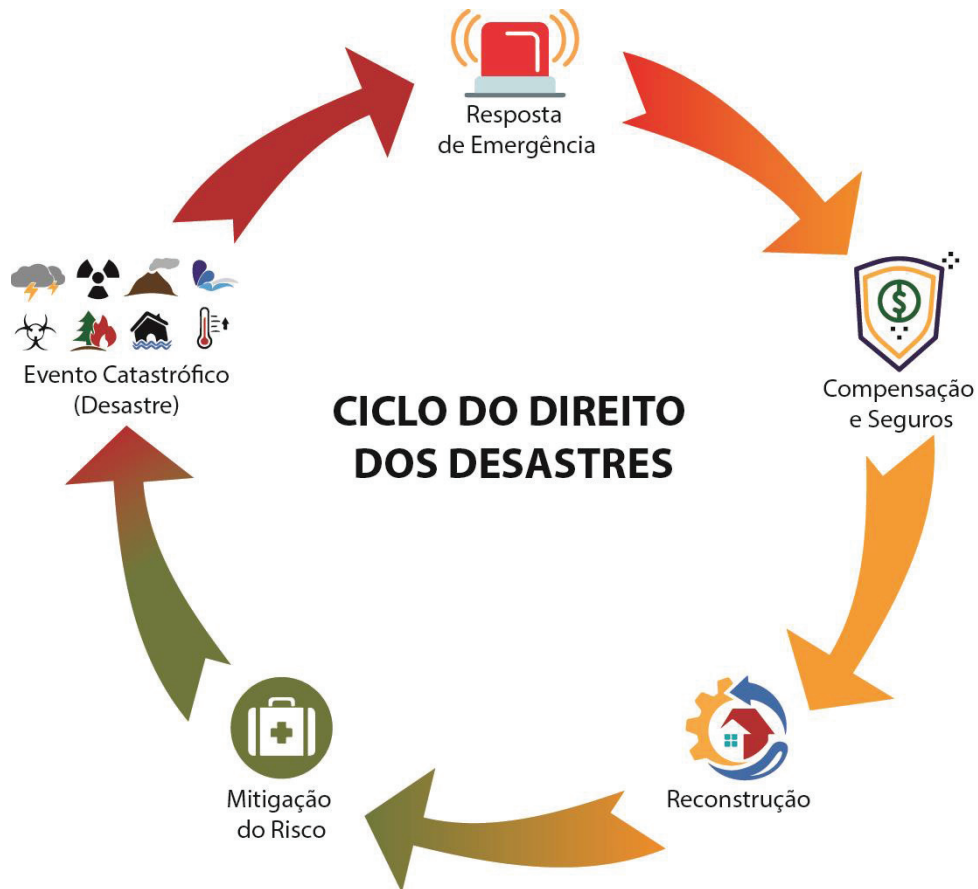 Resposta
de Emergência
Evento Catastrófico
(Desastre)
Compensação
e Seguros
CICLO DO DIREITO
DOS DESASTRES
Mitigação
do Risco
Reconstrução